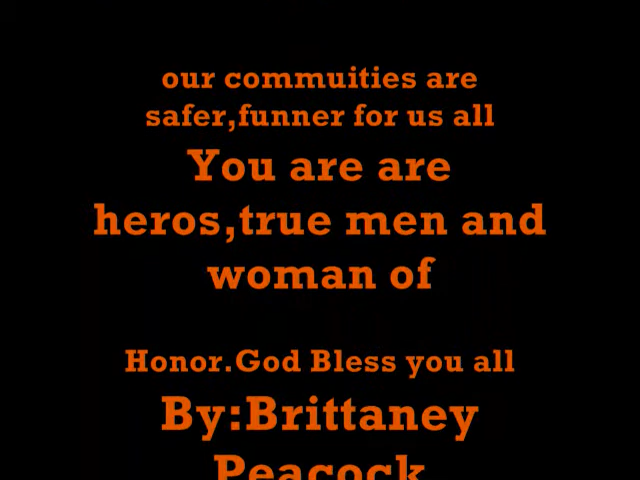 our commuities are
safer,funner for us all
You are are
heros,true men and
woman of
Honor.God Bless you all
By:Brittaney
Peacock